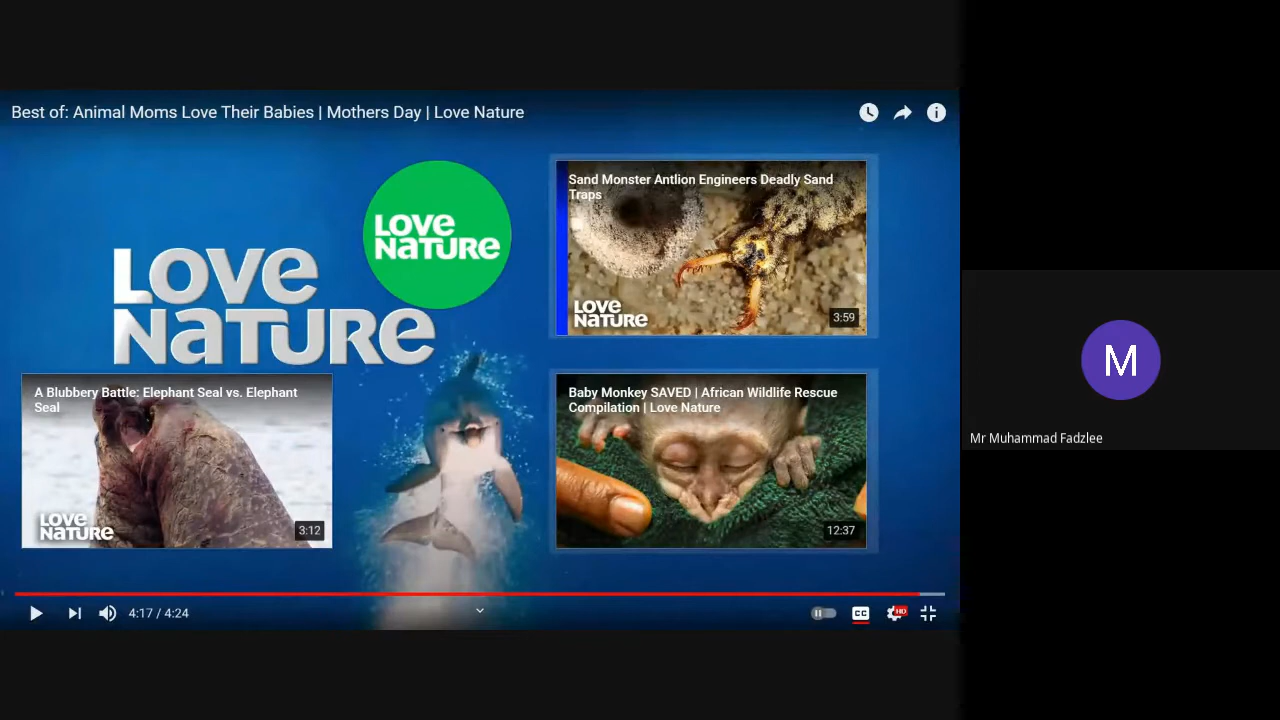 Best of: Animal Moms Love Their Babies | Mothers Day | Love Nature
LOVE
NATURE
LOVE
NATURE
Sand Monster Antlion Engineers Deadly Sand
Traps
LOVE
NATURE
3:59
A Blubbery Battle: Elephant Seal vs. Elephant
Seal
LOVE
NATURE
3:12
Baby Monkey SAVED | African Wildlife Rescue
Compilation | Love Nature
12:37
4:17 / 4:24
CC
HD
M
Mr Muhammad Fadzlee